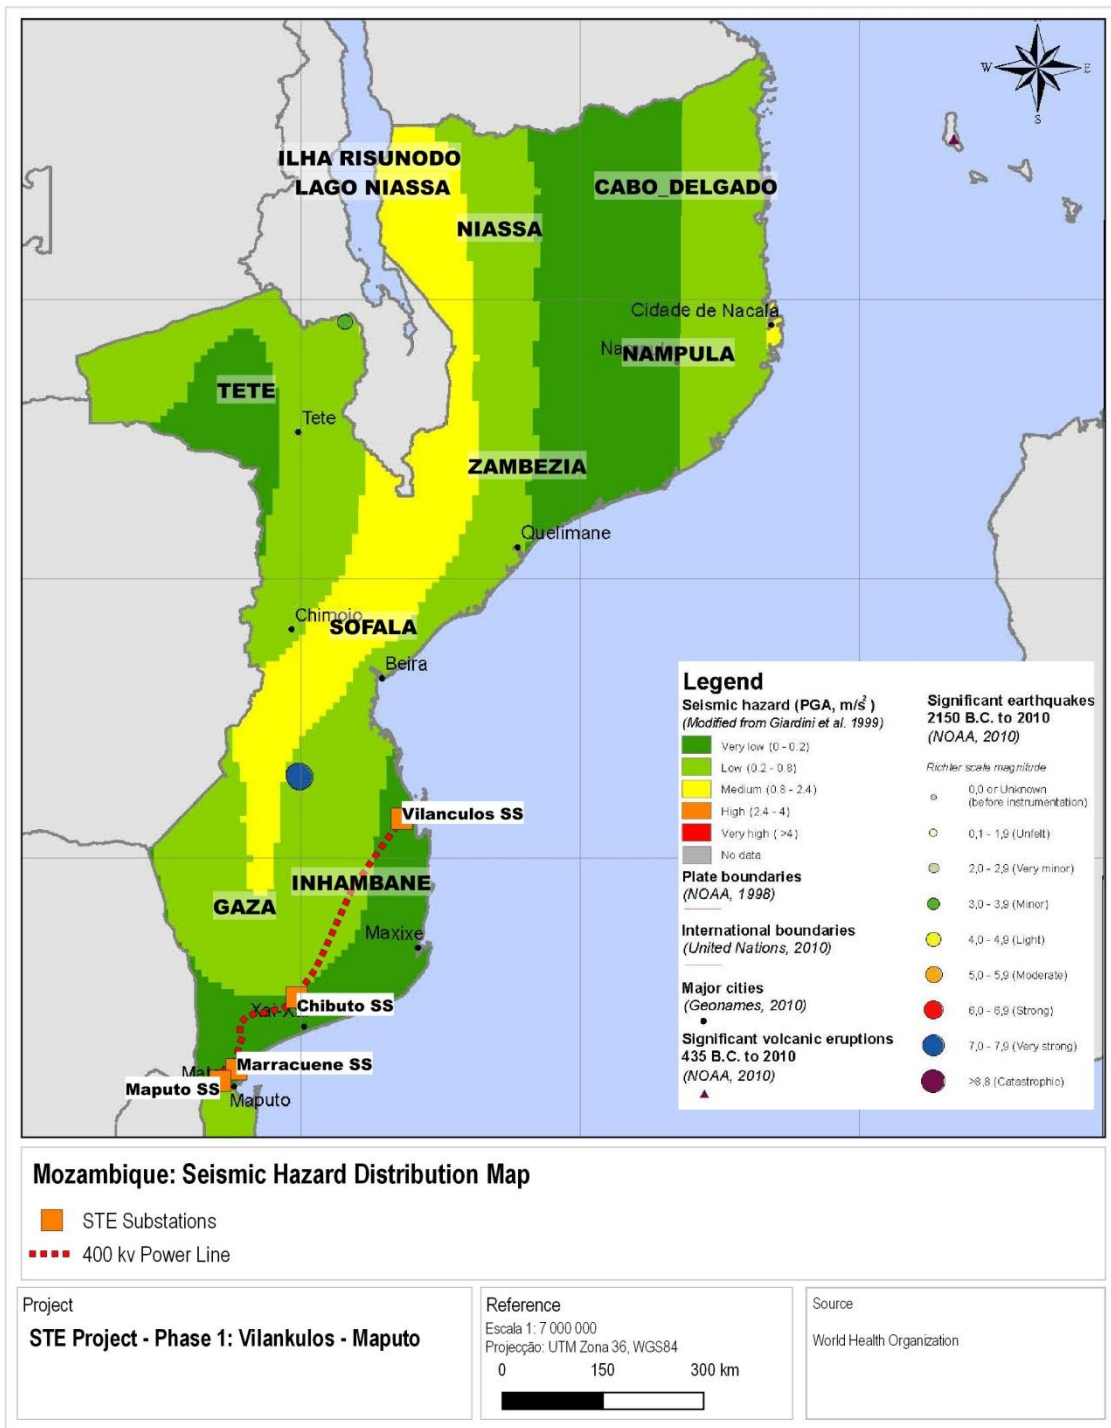 N
W
E
S
ILHA RISUNODO
LAGO NIASSA
CABO_DELGADO
NIASSA
Cidade de Nacala
NAMPULA
TETE
Tete
ZAMBEZIA
Quelimane
Chimoio
SOFALA
Beira
Vilanculos SS
INHAMBANE
GAZA
Maxixe
Chibuto SS
Marracuene SS
Maputo SS
Maputo
Legend
Seismic hazard (PGA, m/s² )
(Modified from Giardini et al. 1999)
Very low (0 - 0.2)
Low (0.2 - 0.8)
Medium (0.8 - 2.4)
High (2.4 - 4)
Very high ( >4)
No data
Plate boundaries
(NOAA, 1998)
International boundaries
(United Nations, 2010)
Major cities
(Geonames, 2010)
Significant volcanic eruptions
435 B.C. to 2010
(NOAA, 2010)
Significant earthquakes
2150 B.C. to 2010
(NOAA, 2010)
Richter scale magnitude
0,0 or Unknown
(before instrumentation)
0,1 - 1,9 (Unfelt)
2,0 - 2,9 (Very minor)
3,0 - 3,9 (Minor)
4,0 - 4,9 (Light)
5,0 - 5,9 (Moderate)
6,0 - 6,9 (Strong)
7,0 - 7,9 (Very strong)
>8,8 (Catastrophic)
Mozambique: Seismic Hazard Distribution Map
STE Substations
400 kv Power Line
Project
STE Project - Phase 1: Vilankulos - Maputo
Reference
Escala 1: 7 000 000
Projecção: UTM Zona 36, WGS84
0 150 300 km
Source
World Health Organization